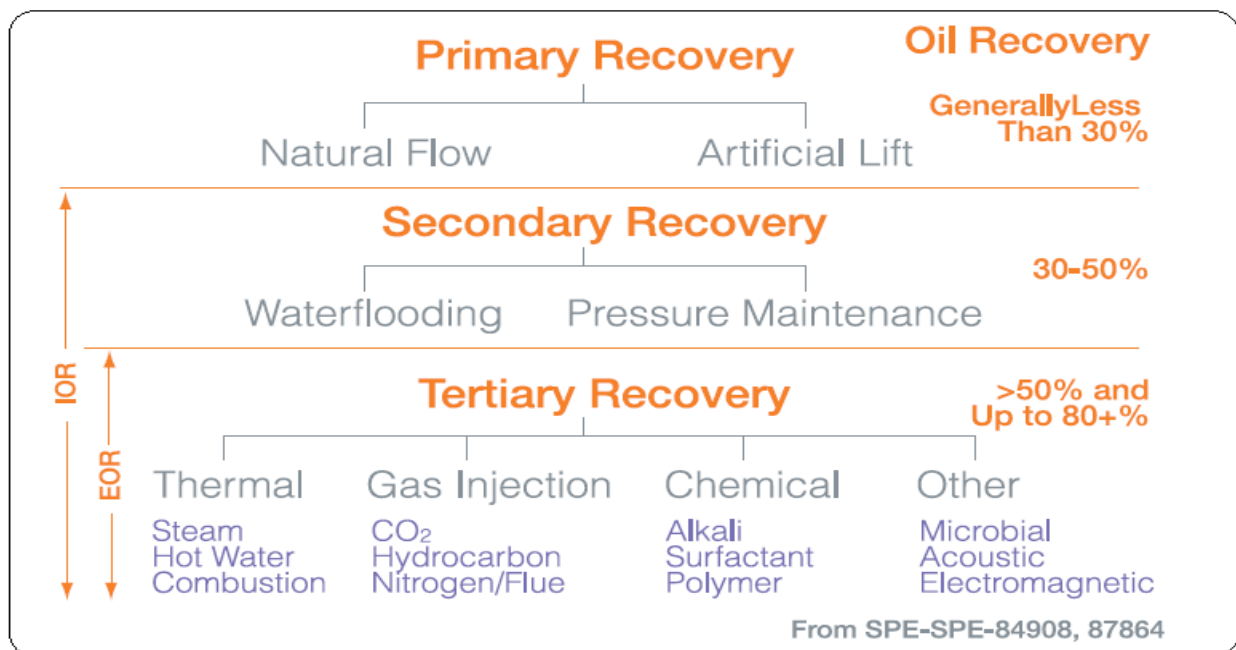 Primary Recovery
Oil Recovery
GenerallyLess
Than 30%
Natural Flow
Artificial Lift
Secondary Recovery
30-50%
Waterflooding
Pressure Maintenance
IOR
EOR
Tertiary Recovery
>50% and
Up to 80+%
Thermal
Gas Injection
Chemical
Other
Steam
Hot Water
Combustion
CO₂
Hydrocarbon
Nitrogen/Flue
Alkali
Surfactant
Polymer
Microbial
Acoustic
Electromagnetic
From SPE-SPE-84908, 87864